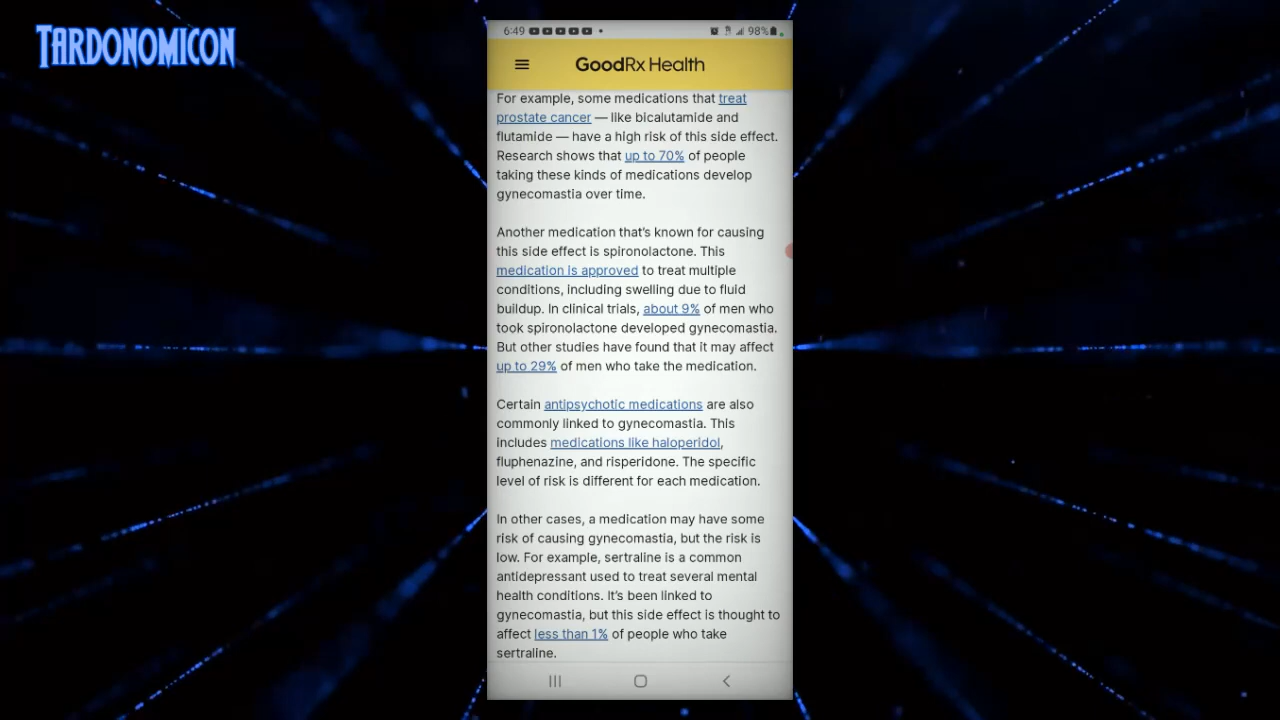 TARDONOMICON
6:49
98%
GoodRx Health
For example, some medications that treat
prostate cancer — like bicalutamide and
flutamide — have a high risk of this side effect.
Research shows that up to 70% of people
taking these kinds of medications develop
gynecomastia over time.
Another medication that's known for causing
this side effect is spironolactone. This
medication is approved to treat multiple
conditions, including swelling due to fluid
buildup. In clinical trials, about 9% of men who
took spironolactone developed gynecomastia.
But other studies have found that it may affect
up to 29% of men who take the medication.
Certain antipsychotic medications are also
commonly linked to gynecomastia. This
includes medications like haloperidol,
fluphenazine, and risperidone. The specific
level of risk is different for each medication.
In other cases, a medication may have some
risk of causing gynecomastia, but the risk is
low. For example, sertraline is a common
antidepressant used to treat several mental
health conditions. It's been linked to
gynecomastia, but this side effect is thought to
affect less than 1% of people who take
sertraline.